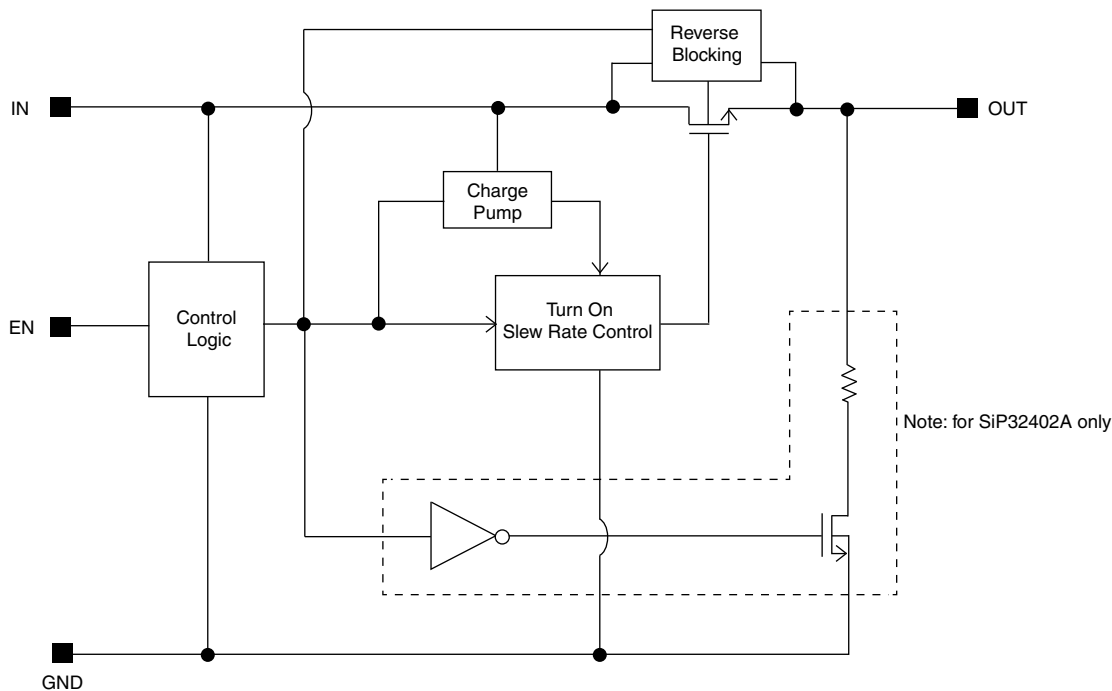 Reverse
Blocking
IN
OUT
Charge
Pump
Control
Logic
EN
Turn On
Slew Rate Control
Note: for SiP32402A only
GND